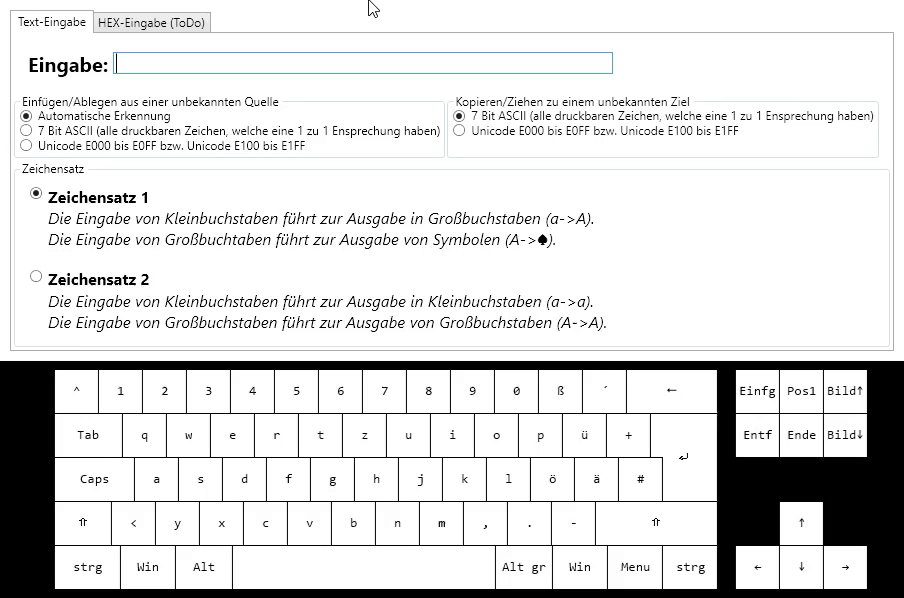 Text-Eingabe HEX-Eingabe (ToDo)
Eingabe:
Einfügen/Ablegen aus einer unbekannten Quelle
Automatische Erkennung
7 Bit ASCII (alle druckbaren Zeichen, welche eine 1 zu 1 Ensprechung haben)
Unicode E000 bis E0FF bzw. Unicode E100 bis E1FF
Kopieren/Ziehen zu einem unbekannten Ziel
7 Bit ASCII (alle druckbaren Zeichen, welche eine 1 zu 1 Ensprechung haben)
Unicode E000 bis E0FF bzw. Unicode E100 bis E1FF
Zeichensatz
Zeichensatz 1
Die Eingabe von Kleinbuchstaben führt zur Ausgabe in Großbuchstaben (a->A).
Die Eingabe von Großbuchtaben führt zur Ausgabe von Symbolen (A->♠).
Zeichensatz 2
Die Eingabe von Kleinbuchstaben führt zur Ausgabe in Kleinbuchstaben (a->a).
Die Eingabe von Großbuchstaben führt zur Ausgabe von Großbuchstaben (A->A).
^ 1 2 3 4 5 6 7 8 9 0 ß ´ ← Einfg Pos1 Bild↑
Tab q w e r t z u i o p ü + ↵ Entf Ende Bild↓
Caps a s d f g h j k l ö ä #
⇧ < y x c v b n m , . - ⇧ ↑
strg Win Alt Alt gr Win Menu strg ← ↓ →